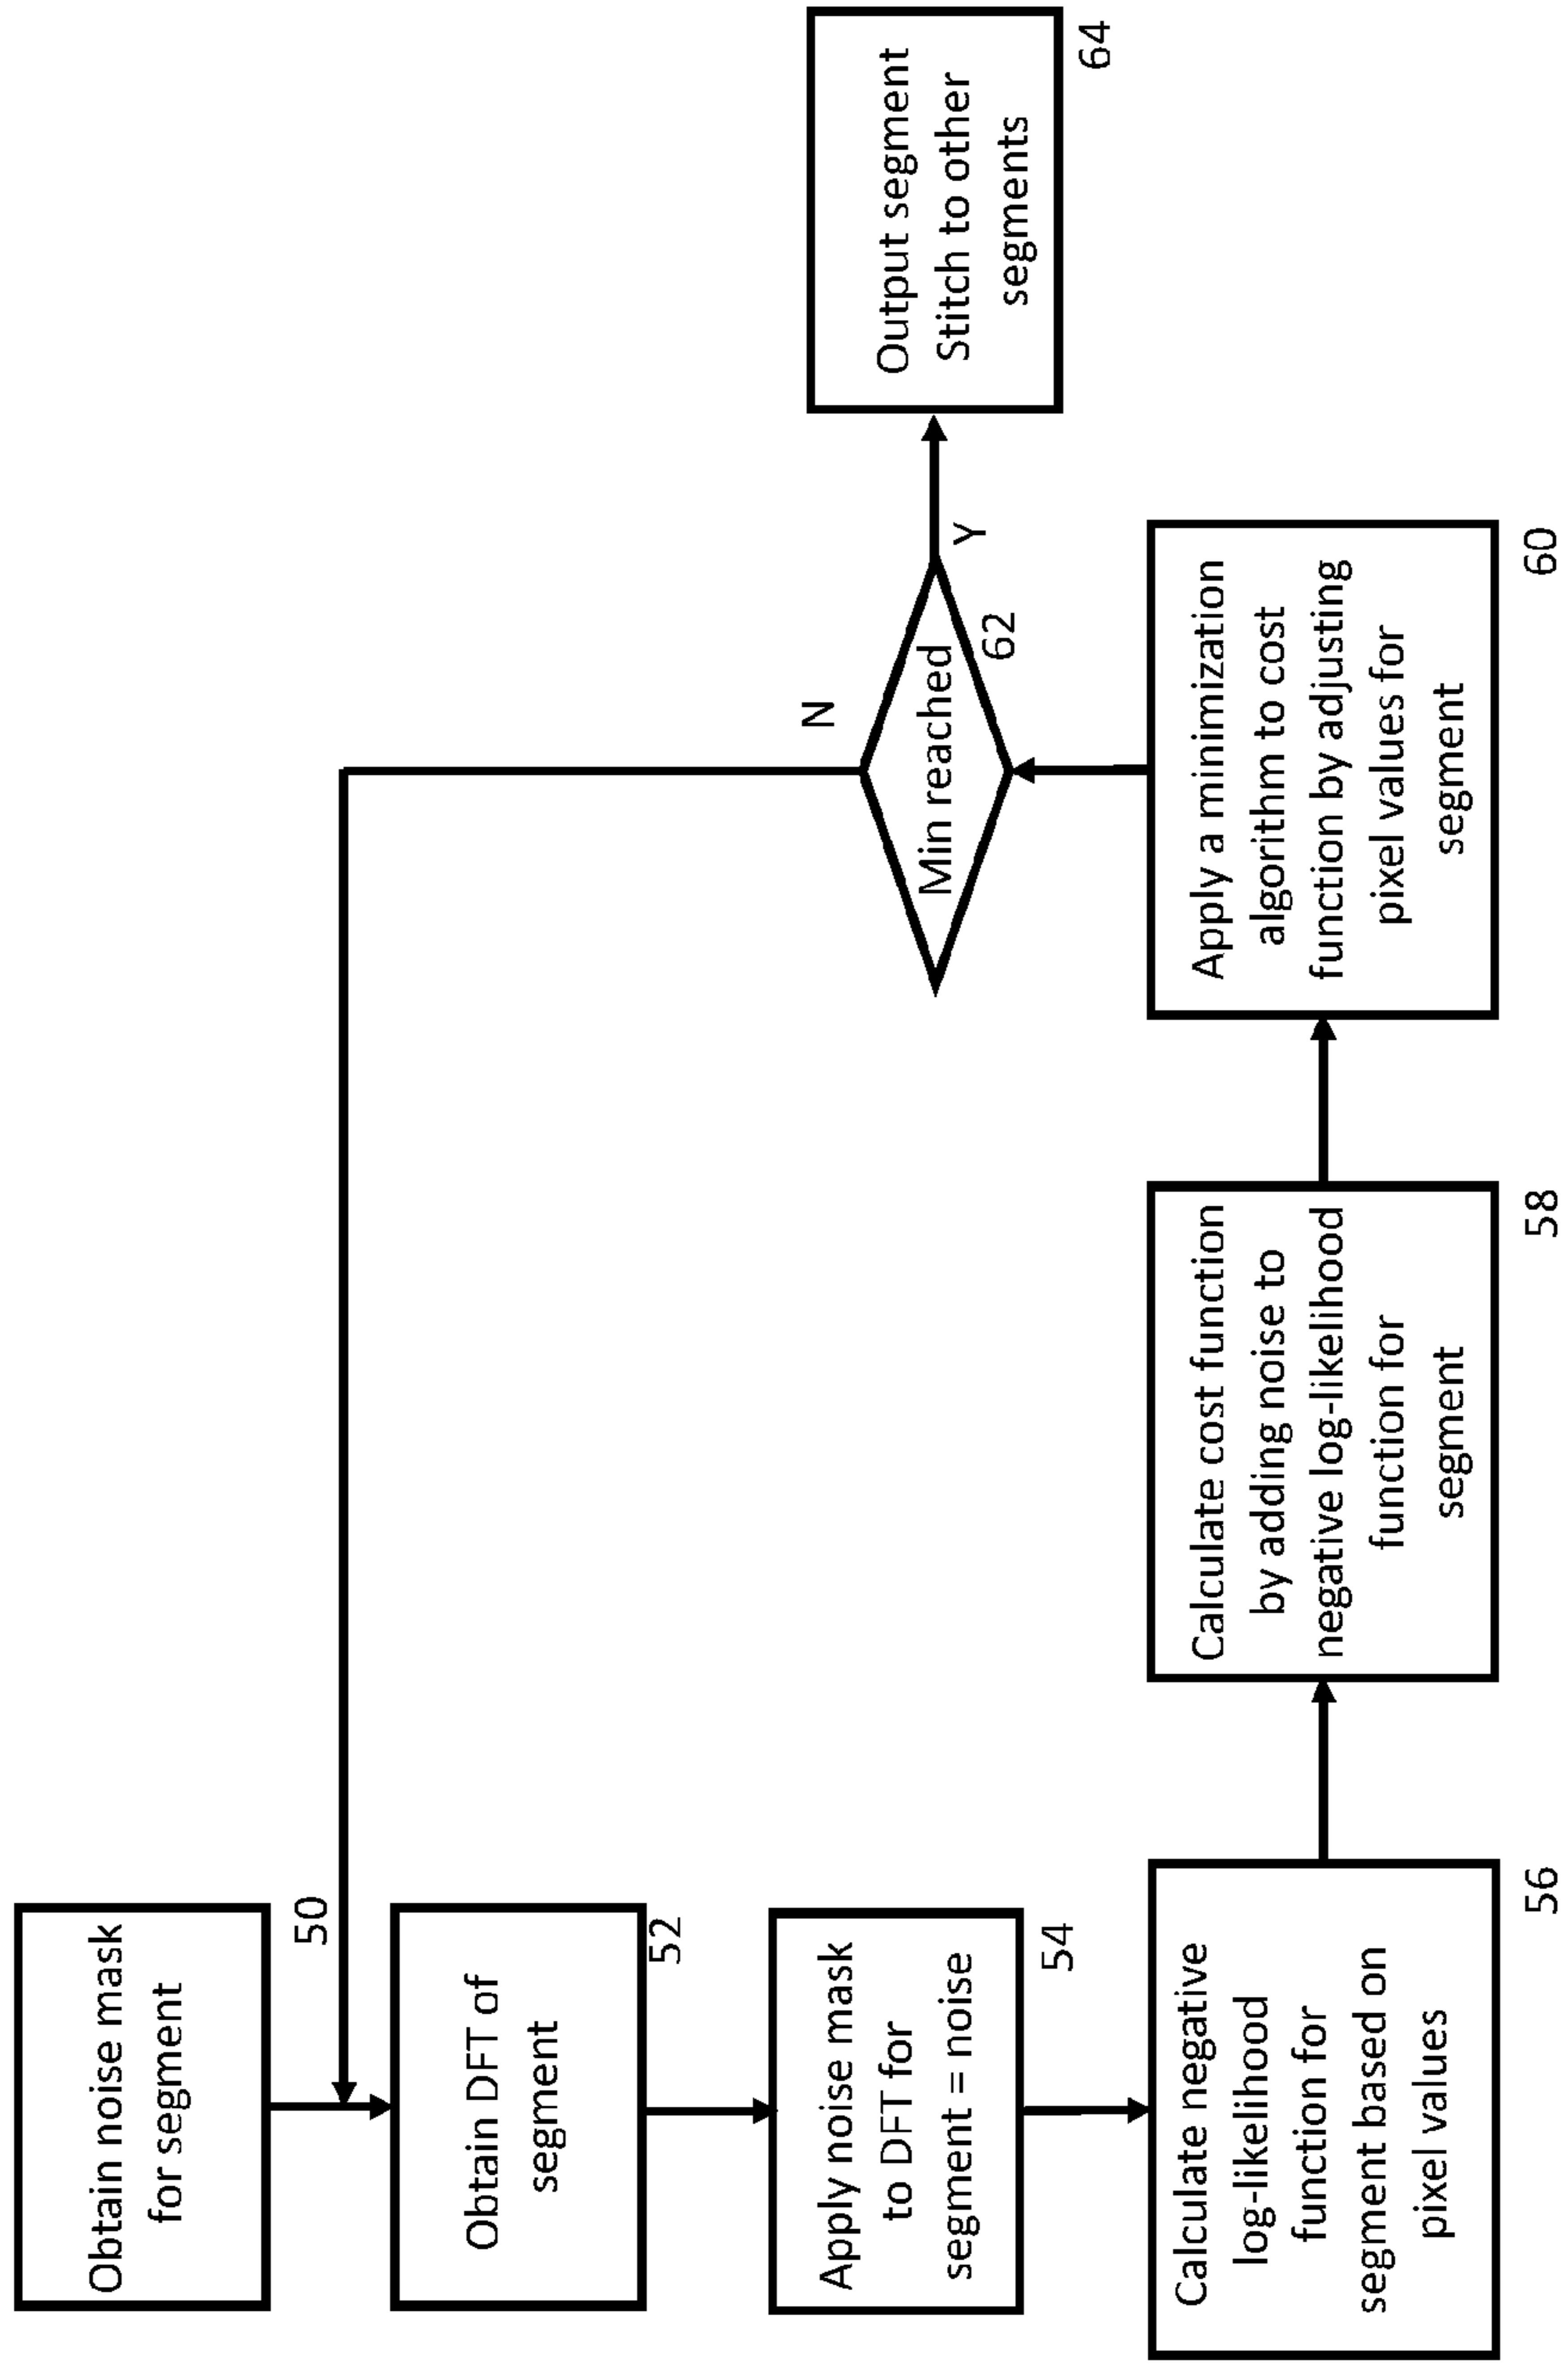 Obtain noise mask
for segment
50
Obtain DFT of
segment
52
Apply noise mask
to DFT for
segment = noise
54
Calculate negative
log-likelihood
function for
segment based on
pixel values
56
Calculate cost function
by adding noise to
negative log-likelihood
function for
segment
58
Apply a minimization
algorithm to cost
function by adjusting
pixel values for
segment
60
Min reached
62
N
Y
Output segment
Stitch to other
segments
64